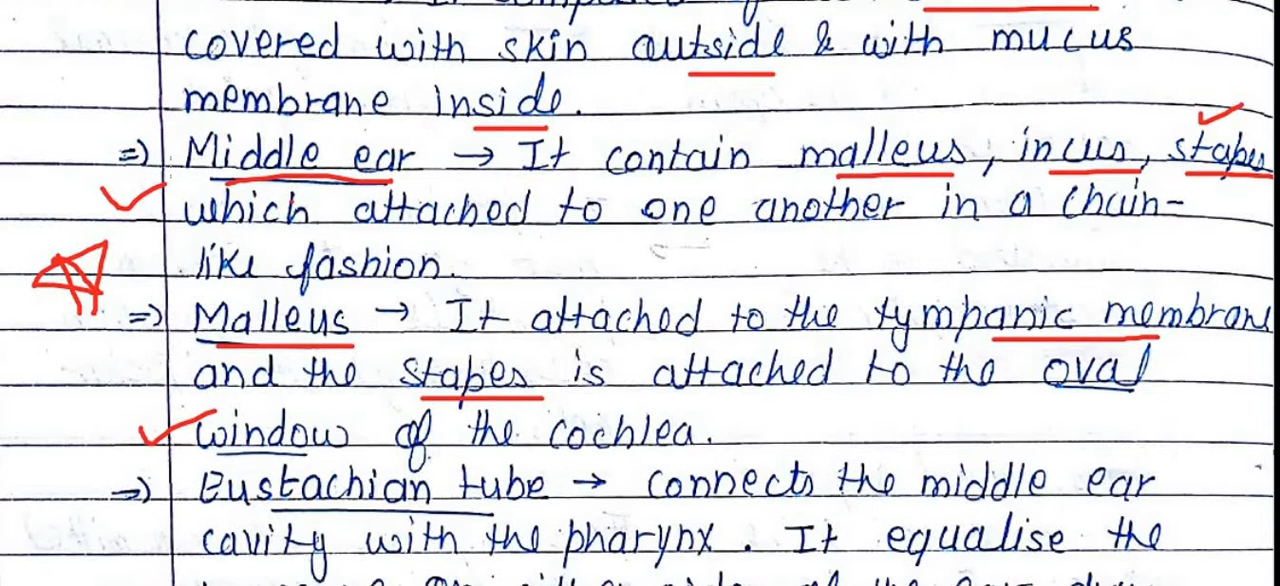 covered with skin outside & with mucus
membrane inside.
⇒ Middle ear → It contain malleus, incus, stapes
which attached to one another in a chain-
like fashion.
⇒ Malleus → It attached to the tympanic membrane
and the stapes is attached to the oval
window of the cochlea.
⇒ Eustachian tube → connects the middle ear
cavity with the pharynx. It equalise the